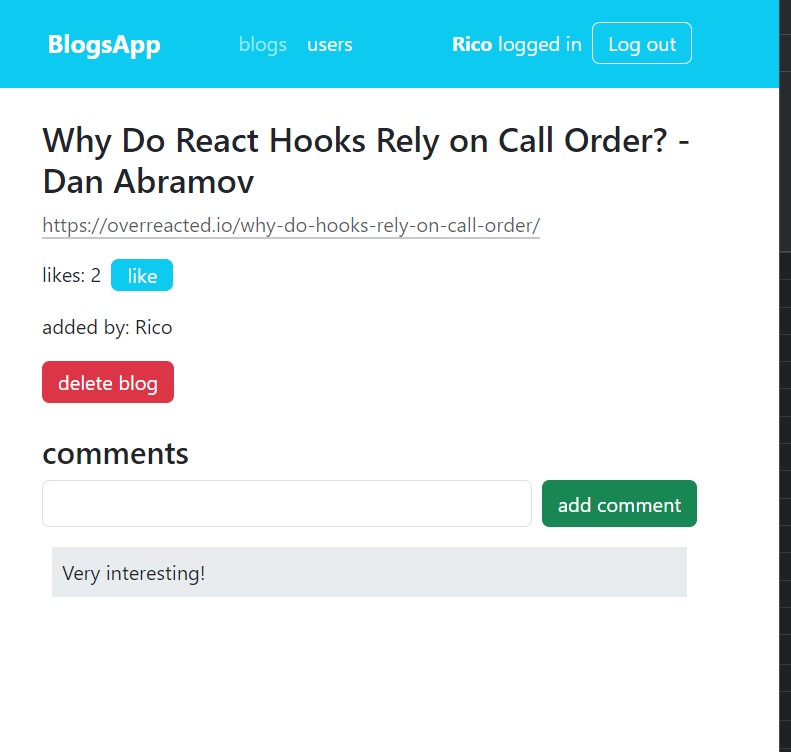 BlogsApp blogs users Rico logged in Log out
Why Do React Hooks Rely on Call Order? -
Dan Abramov
https://overreacted.io/why-do-hooks-rely-on-call-order/
likes: 2 like
added by: Rico
delete blog
comments
add comment
Very interesting!